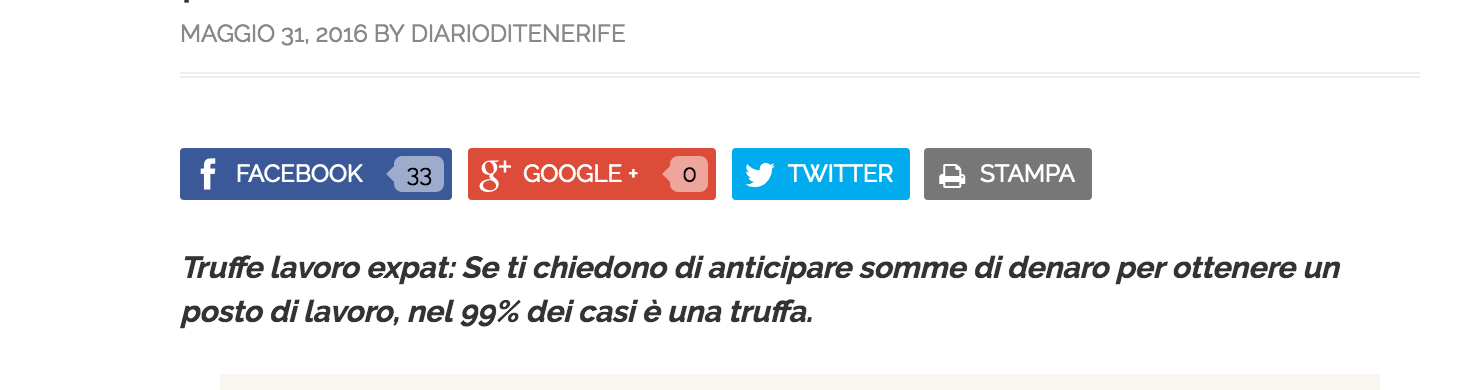 MAGGIO 31, 2016 BY DIARIODITENERIFE
FACEBOOK 33 GOOGLE + 0 TWITTER STAMPA
Truffe lavoro expat: Se ti chiedono di anticipare somme di denaro per ottenere un
posto di lavoro, nel 99% dei casi è una truffa.